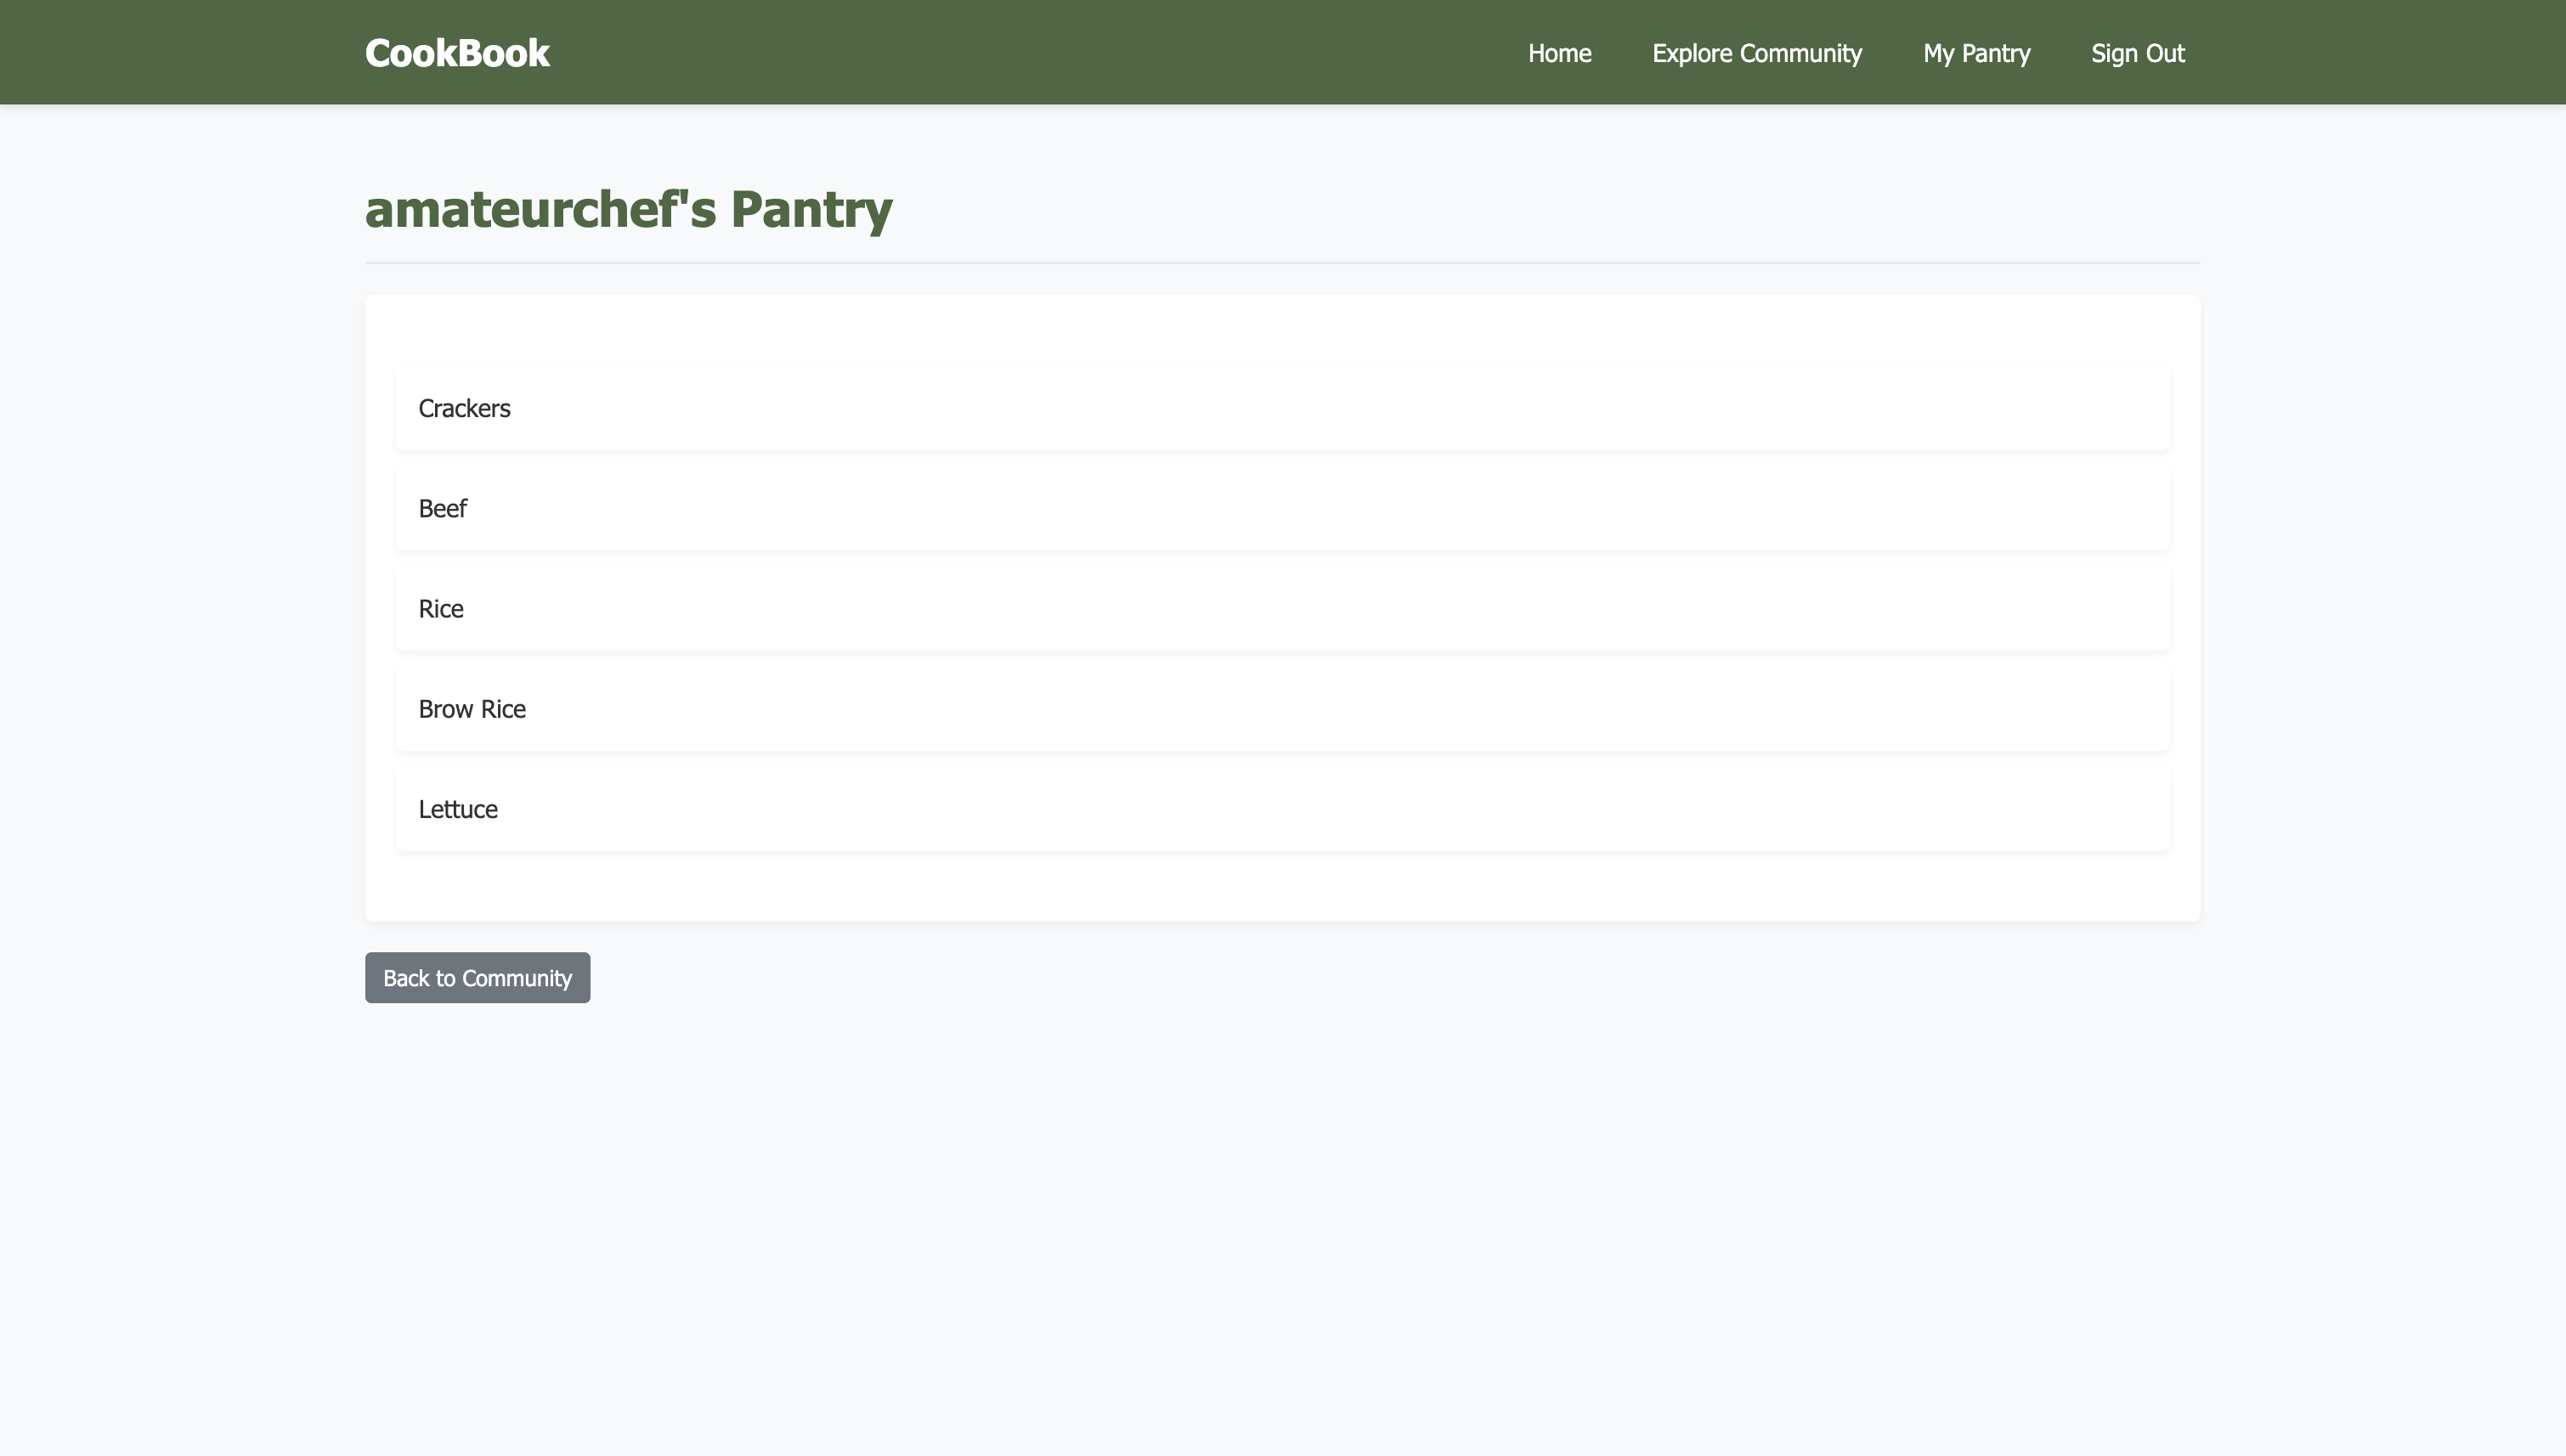 CookBook
Home Explore Community My Pantry Sign Out
amateurchef's Pantry
Crackers
Beef
Rice
Brow Rice
Lettuce
Back to Community